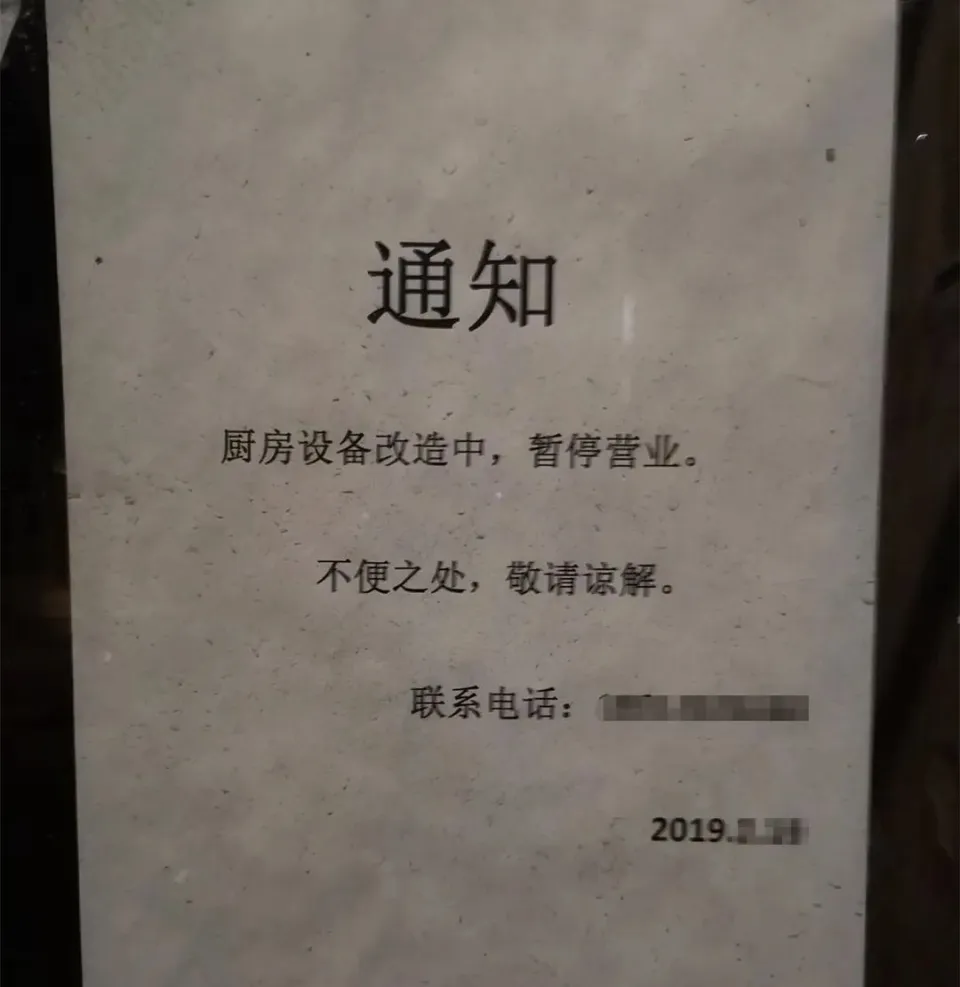 通知
厨房设备改造中，暂停营业。
不便之处，敬请谅解。
联系电话：
2019.